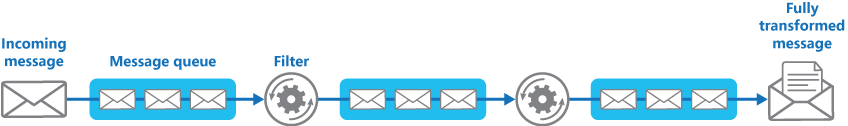 Incoming
message
Message queue
Filter
Fully
transformed
message